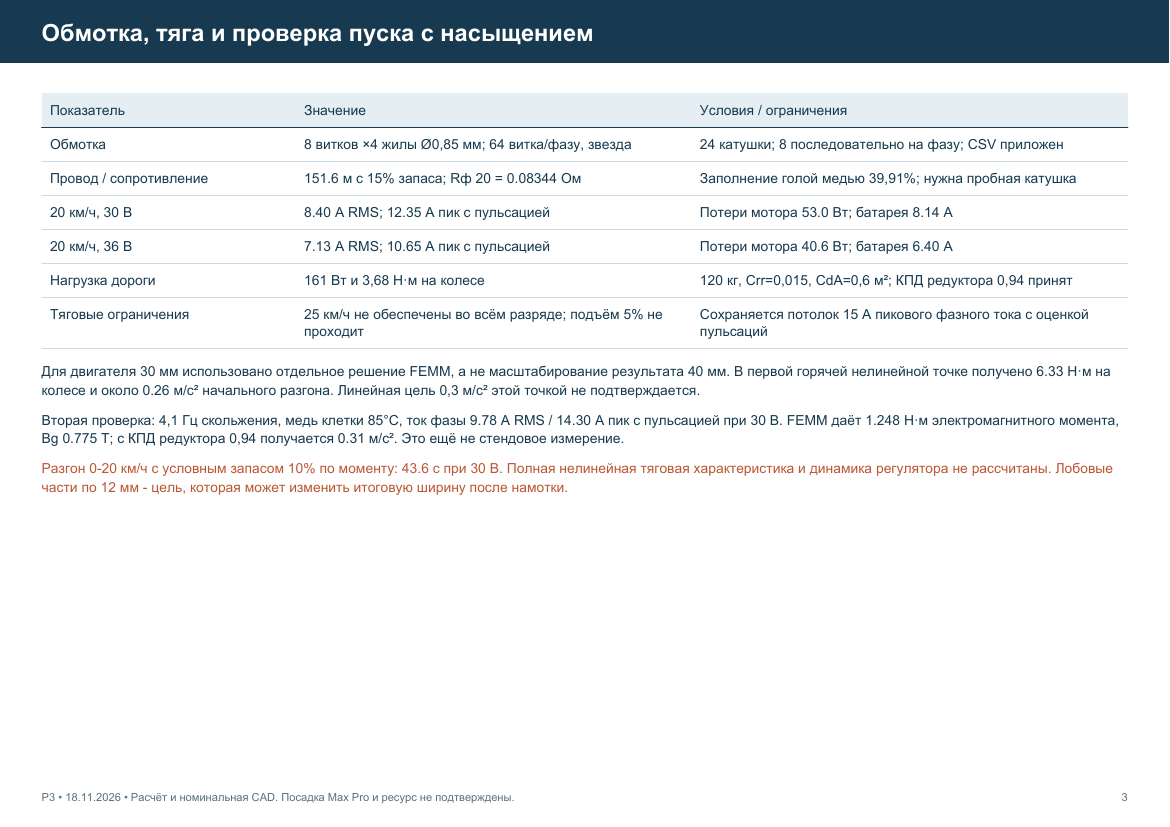 Обмотка, тяга и проверка пуска с насыщением
Показатель Значение Условия / ограничения
Обмотка 8 витков ×4 жилы Ø0,85 мм; 64 витка/фазу, звезда 24 катушки; 8 последовательно на фазу; CSV приложен
Провод / сопротивление 151.6 м с 15% запаса; Rф 20 = 0.08344 Ом Заполнение голой медью 39,91%; нужна пробная катушка
20 км/ч, 30 В 8.40 А RMS; 12.35 А пик с пульсацией Потери мотора 53.0 Вт; батарея 8.14 А
20 км/ч, 36 В 7.13 А RMS; 10.65 А пик с пульсацией Потери мотора 40.6 Вт; батарея 6.40 А
Нагрузка дороги 161 Вт и 3,68 Н·м на колесе 120 кг, Crr=0,015, CdA=0,6 м²; КПД редуктора 0,94 принят
Тяговые ограничения 25 км/ч не обеспечены во всём разряде; подъём 5% не проходит Сохраняется потолок 15 А пикового фазного тока с оценкой пульсаций
Для двигателя 30 мм использовано отдельное решение FEMM, а не масштабирование результата 40 мм. В первой горячей нелинейной точке получено 6.33 Н·м на
колесе и около 0.26 м/с² начального разгона. Линейная цель 0,3 м/с² этой точкой не подтверждается.
Вторая проверка: 4,1 Гц скольжения, медь клетки 85°C, ток фазы 9.78 А RMS / 14.30 А пик с пульсацией при 30 В. FEMM даёт 1.248 Н·м электромагнитного момента,
Bg 0.775 T; с КПД редуктора 0,94 получается 0.31 м/с². Это ещё не стендовое измерение.
Разгон 0-20 км/ч с условным запасом 10% по моменту: 43.6 с при 30 В. Полная нелинейная тяговая характеристика и динамика регулятора не рассчитаны. Лобовые
части по 12 мм - цель, которая может изменить итоговую ширину после намотки.
P3 • 18.11.2026 • Расчёт и номинальная CAD. Посадка Max Pro и ресурс не подтверждены. 3